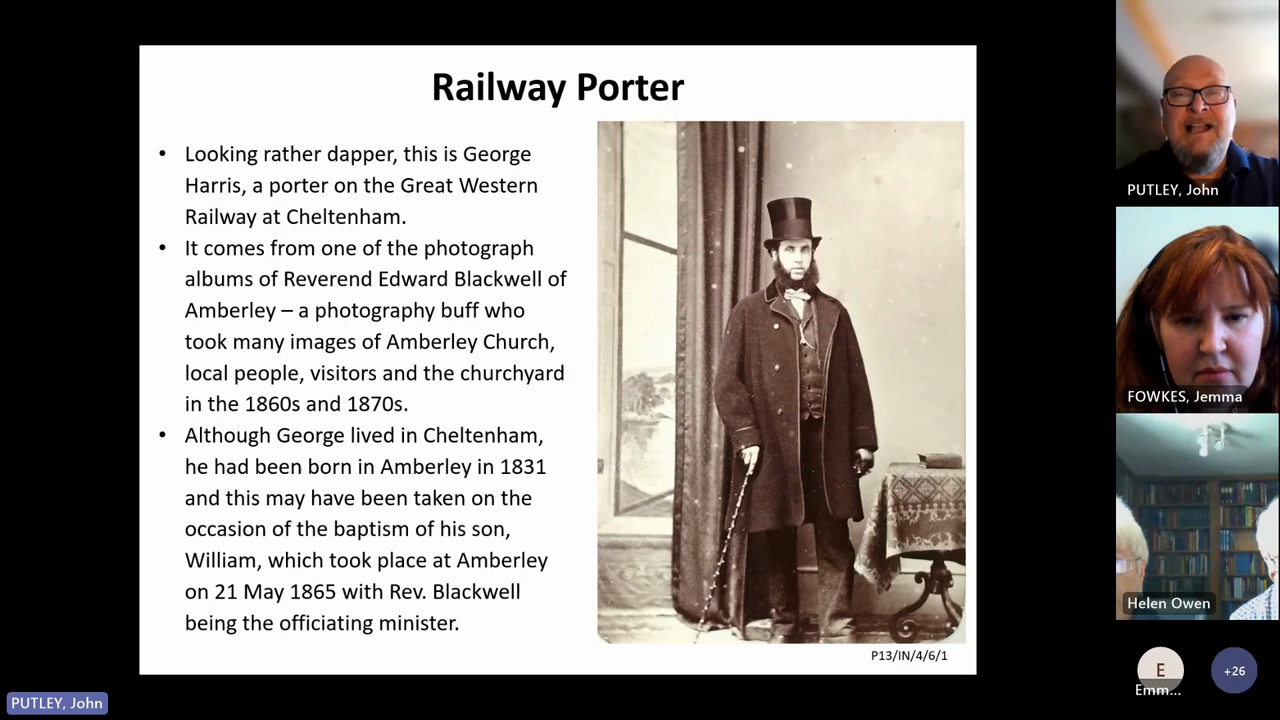 Railway Porter
• Looking rather dapper, this is George
Harris, a porter on the Great Western
Railway at Cheltenham.
• It comes from one of the photograph
albums of Reverend Edward Blackwell of
Amberley – a photography buff who
took many images of Amberley Church,
local people, visitors and the churchyard
in the 1860s and 1870s.
• Although George lived in Cheltenham,
he had been born in Amberley in 1831
and this may have been taken on the
occasion of the baptism of his son,
William, which took place at Amberley
on 21 May 1865 with Rev. Blackwell
being the officiating minister.
P13/IN/4/6/1
PUTLEY, John
FOWKES, Jemma
Helen Owen
E
Emm...
+26
PUTLEY, John